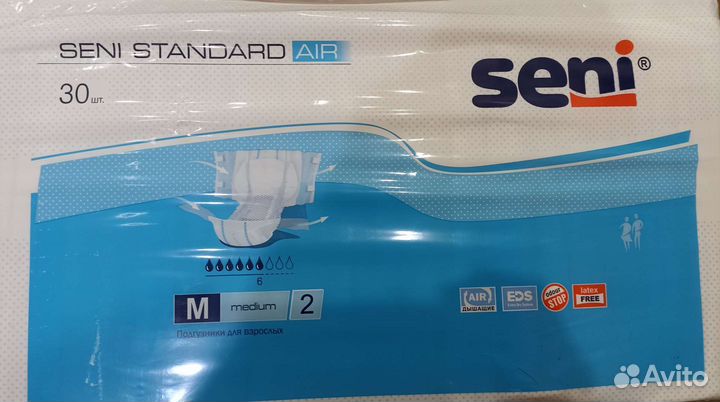 SENI STANDARD AIR
seni®
30 шт.
6
M medium 2
Подгузники для взрослых
AIR
ДЫШАЩИЕ
EDS
odour STOP
latex FREE
Avito